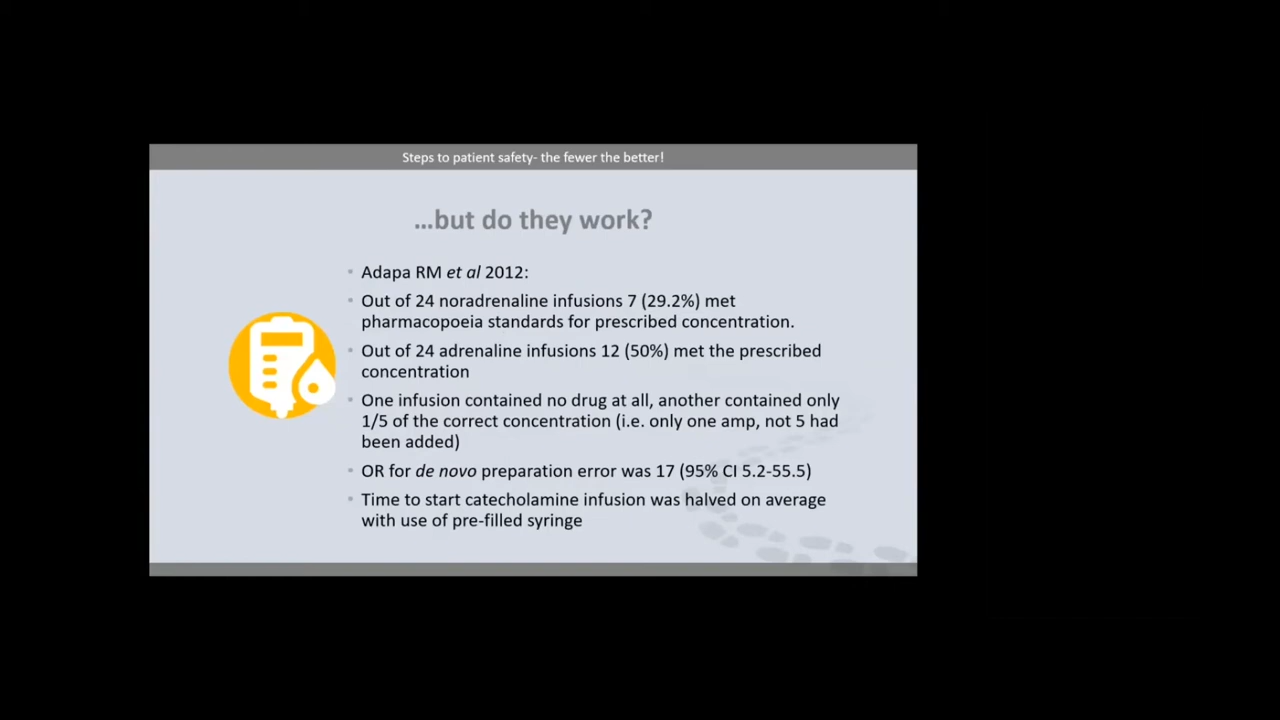 Steps to patient safety- the fewer the better!
...but do they work?
• Adapa RM et al 2012:
• Out of 24 noradrenaline infusions 7 (29.2%) met
pharmacopoeia standards for prescribed concentration.
• Out of 24 adrenaline infusions 12 (50%) met the prescribed
concentration
• One infusion contained no drug at all, another contained only
1/5 of the correct concentration (i.e. only one amp, not 5 had
been added)
• OR for de novo preparation error was 17 (95% CI 5.2-55.5)
• Time to start catecholamine infusion was halved on average
with use of pre-filled syringe